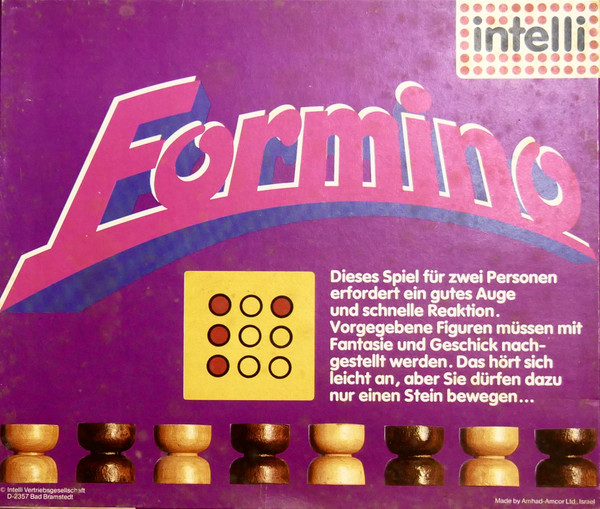 intelli
Formino
Dieses Spiel für zwei Personen
erfordert ein gutes Auge
und schnelle Reaktion.
Vorgegebene Figuren müssen mit
Fantasie und Geschick nach-
gestellt werden. Das hört sich
leicht an, aber Sie dürfen dazu
nur einen Stein bewegen...
© Intelli Vertriebsgesellschaft
D-2357 Bad Bramstedt
Made by Amhad-Amcor Ltd., Israel